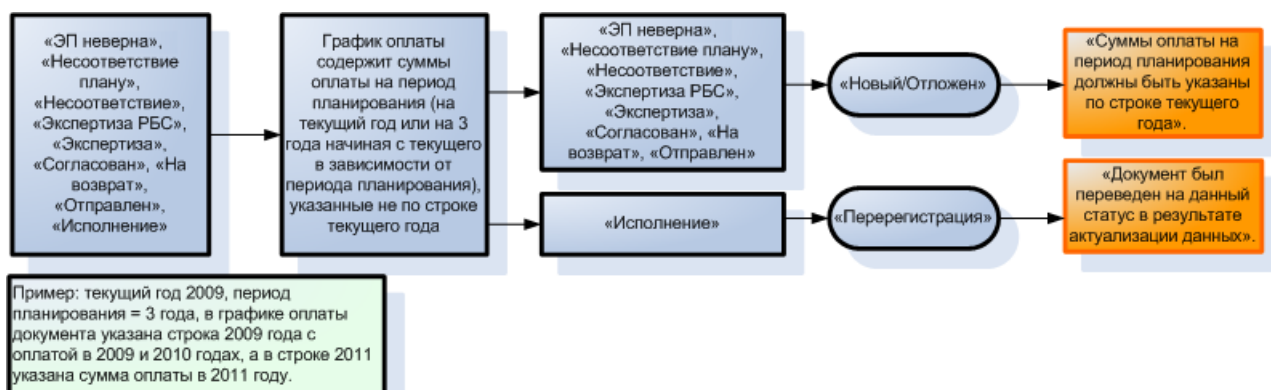 «ЭП неверна»,
«Несоответствие
плану»,
«Несоответствие»,
«Экспертиза РБС»,
«Экспертиза»,
«Согласован», «На
возврат»,
«Отправлен»,
«Исполнение»
График оплаты
содержит суммы
оплаты на период
планирования (на
текущий год или на 3
года начиная с текущего
в зависимости от
периода планирования),
указанные не по строке
текущего года
«ЭП неверна»,
«Несоответствие плану»,
«Несоответствие»,
«Экспертиза РБС»,
«Экспертиза»,
«Согласован», «На
возврат», «Отправлен»
«Новый/Отложен»
«Суммы оплаты на
период планирования
должны быть указаны
по строке текущего
года».
«Исполнение»
«Перерегистрация»
«Документ был
переведен на данный
статус в результате
актуализации данных».
Пример: текущий год 2009, период
планирования = 3 года, в графике оплаты
документа указана строка 2009 года с
оплатой в 2009 и 2010 годах, а в строке 2011
указана сумма оплаты в 2011 году.